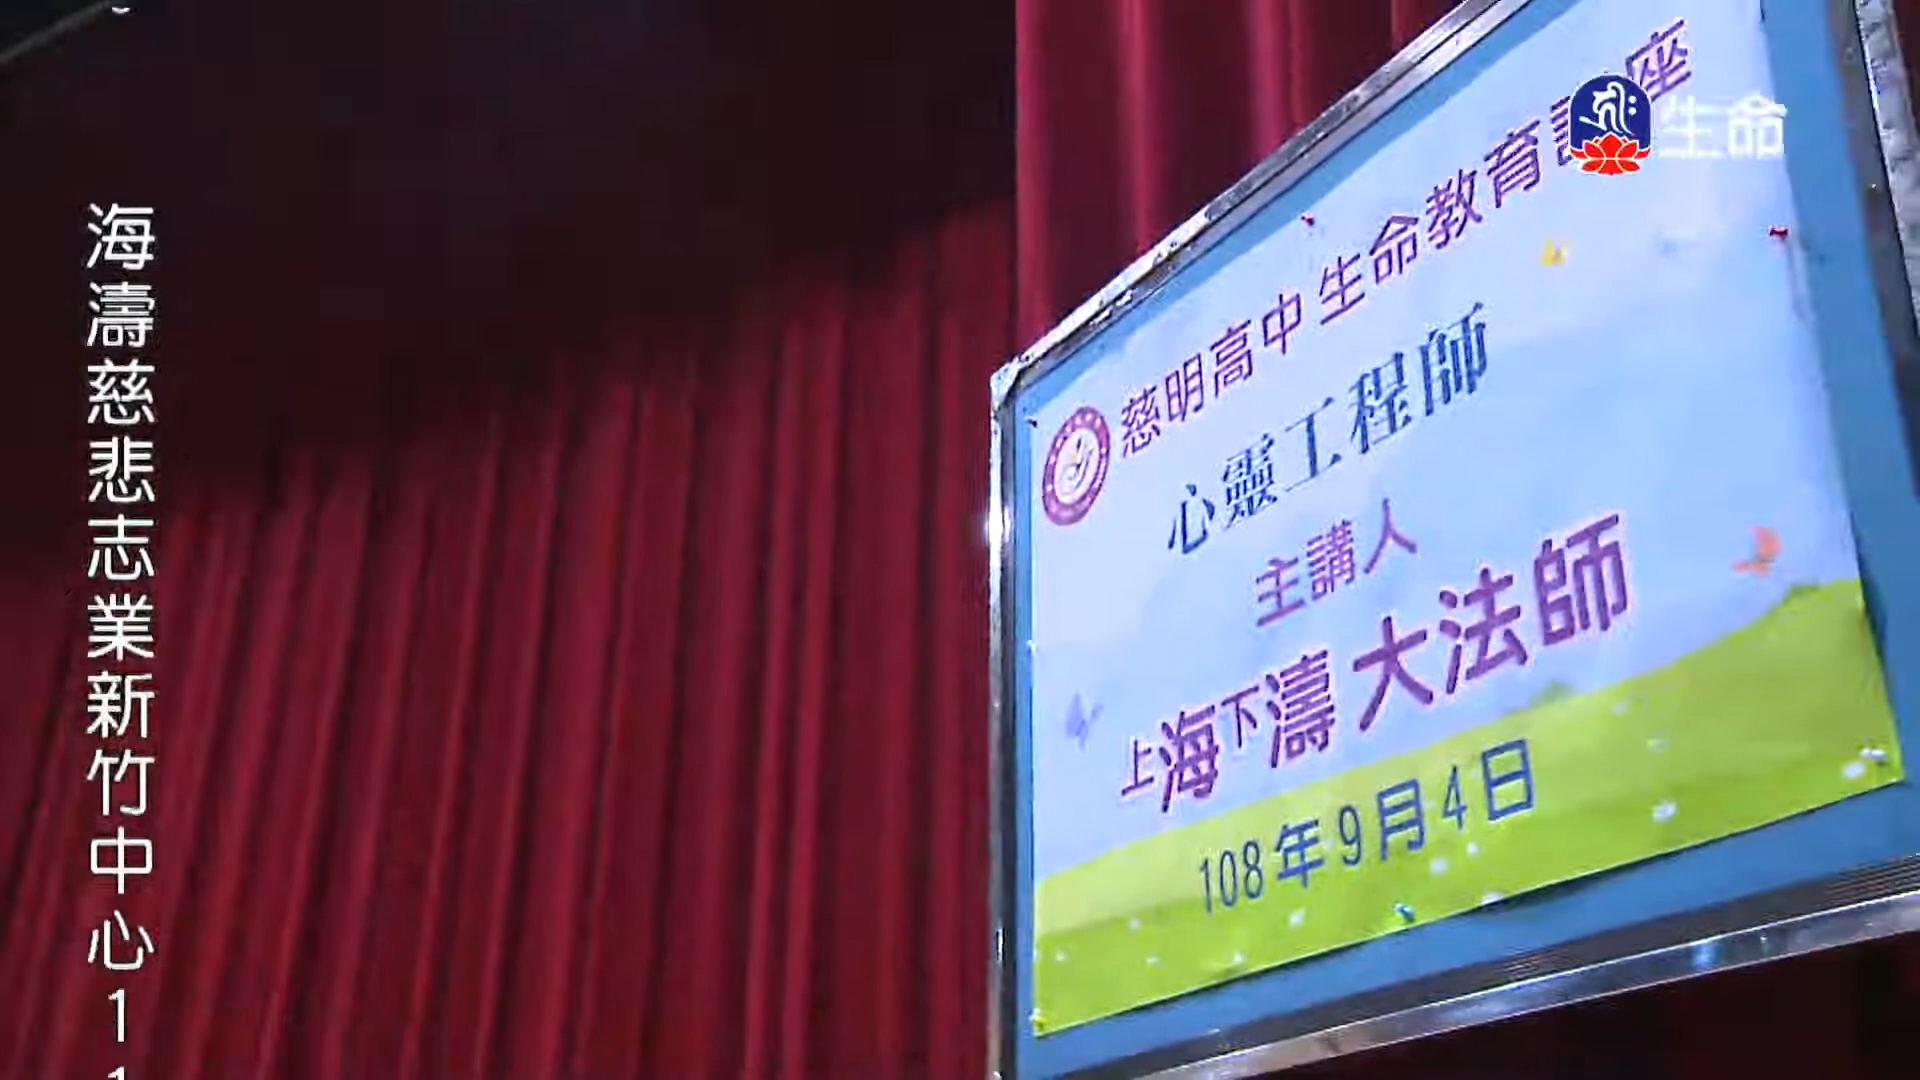 慈明高中 生命教育講座
心靈工程師
主講人
上海下濤 大法師
108年9月4日
生命
海濤慈悲志業新竹中心1